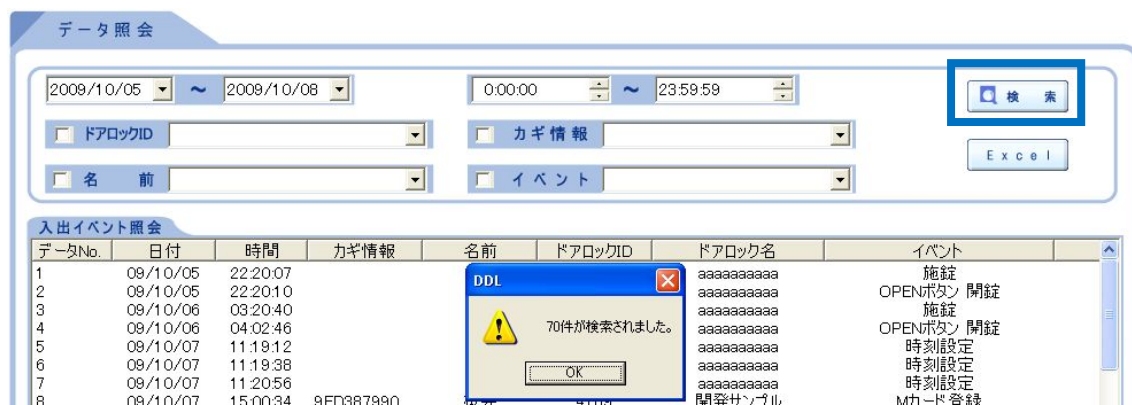 データ照会
2009/10/05 ～ 2009/10/08 0:00:00 ～ 23:59:59
検 索
ドアロックID カギ情報
Excel
名 前 イベント
入出イベント照会
データNo. 日付 時間 カギ情報 名前 ドアロックID ドアロック名 イベント
1 09/10/05 22:20:07 aaaaaaaaaa 施錠
2 09/10/05 22:20:10 aaaaaaaaaa OPENボタン 開錠
3 09/10/06 03:20:40 aaaaaaaaaa 施錠
4 09/10/06 04:02:46 aaaaaaaaaa OPENボタン 開錠
5 09/10/07 11:19:12 aaaaaaaaaa 時刻設定
6 09/10/07 11:19:38 aaaaaaaaaa 時刻設定
7 09/10/07 11:20:56 aaaaaaaaaa 時刻設定
8 09/10/07 15:00:34 9FD387990 開発サンプル Mカード登録
DDL
70件が検索されました。
OK